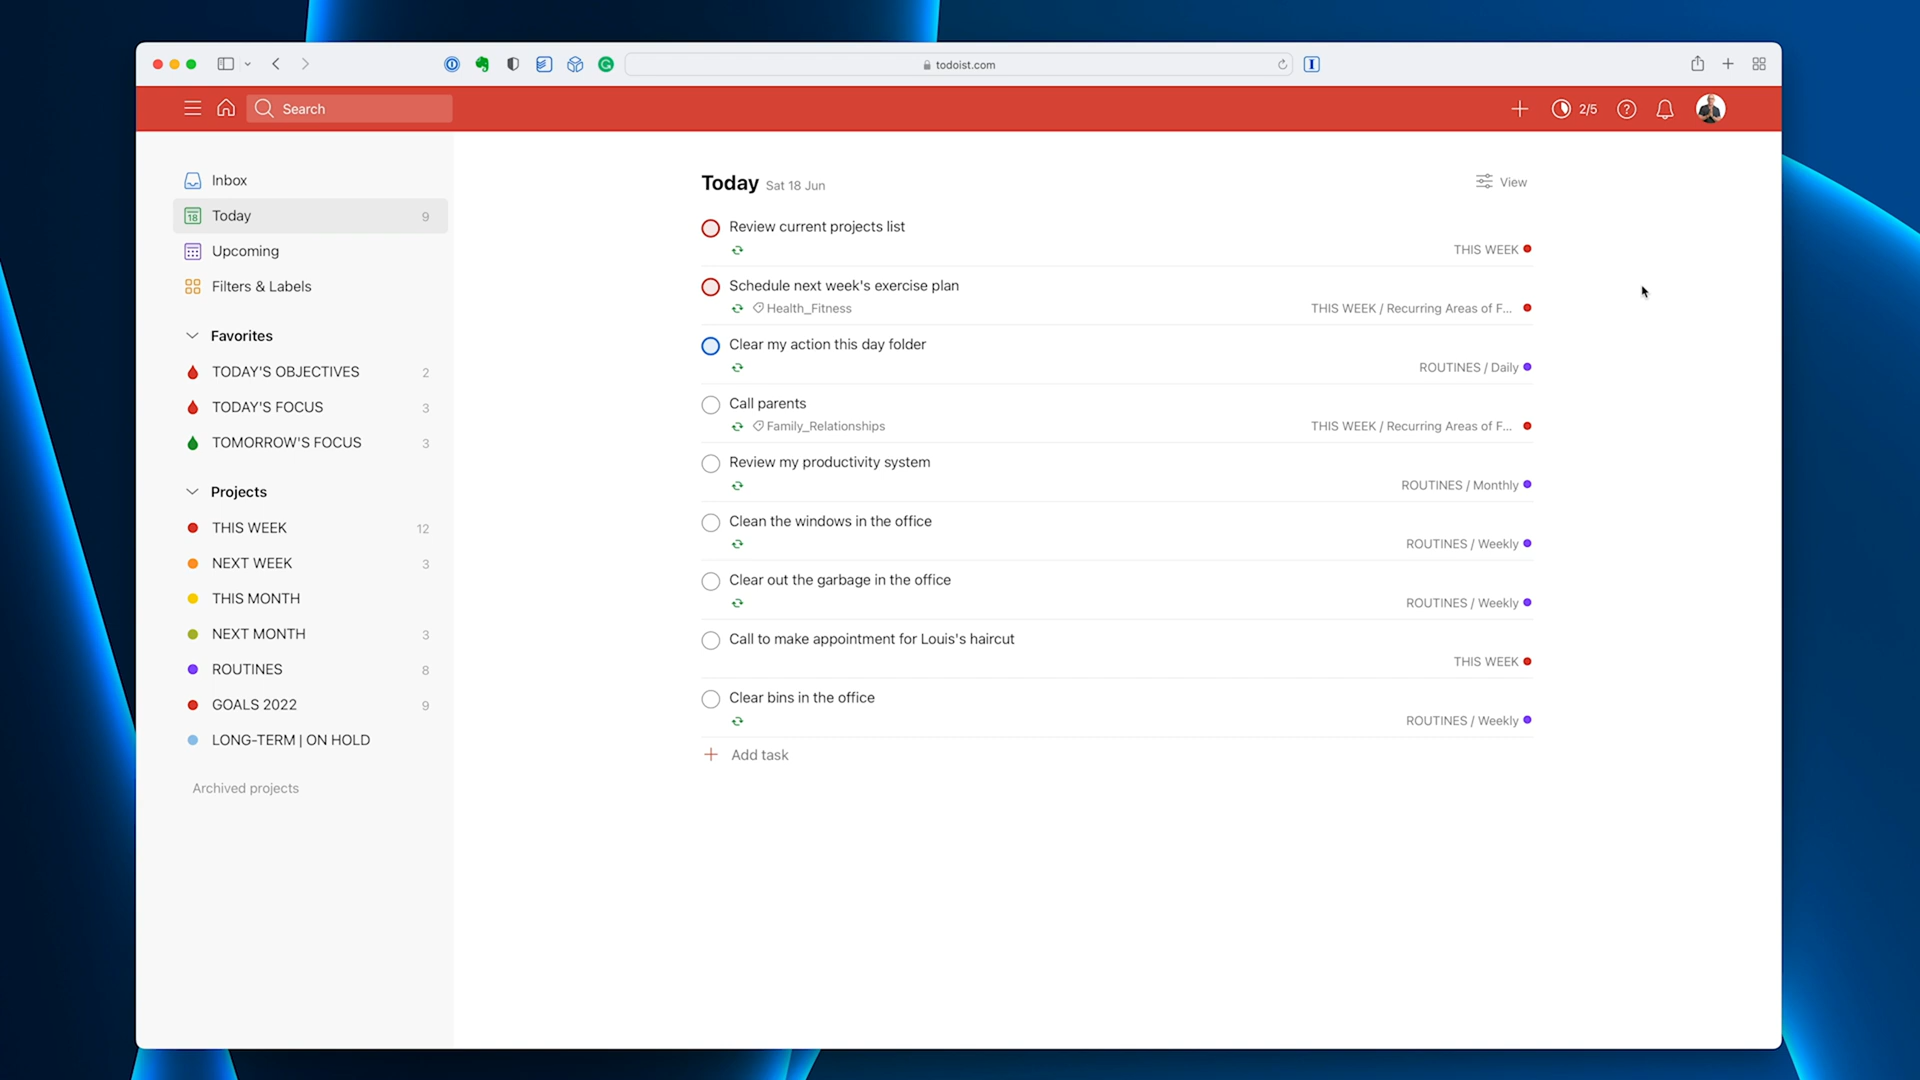 todoist.com
Search
2/5
Inbox
Today 9
Upcoming
Filters & Labels
Favorites
TODAY'S OBJECTIVES 2
TODAY'S FOCUS 3
TOMORROW'S FOCUS 3
Projects
THIS WEEK 12
NEXT WEEK 3
THIS MONTH
NEXT MONTH 3
ROUTINES 8
GOALS 2022 9
LONG-TERM | ON HOLD
Archived projects
Today Sat 18 Jun
View
Review current projects list
THIS WEEK
Schedule next week's exercise plan
Health_Fitness THIS WEEK / Recurring Areas of F...
Clear my action this day folder
ROUTINES / Daily
Call parents
Family_Relationships THIS WEEK / Recurring Areas of F...
Review my productivity system
ROUTINES / Monthly
Clean the windows in the office
ROUTINES / Weekly
Clear out the garbage in the office
ROUTINES / Weekly
Call to make appointment for Louis's haircut
THIS WEEK
Clear bins in the office
ROUTINES / Weekly
Add task